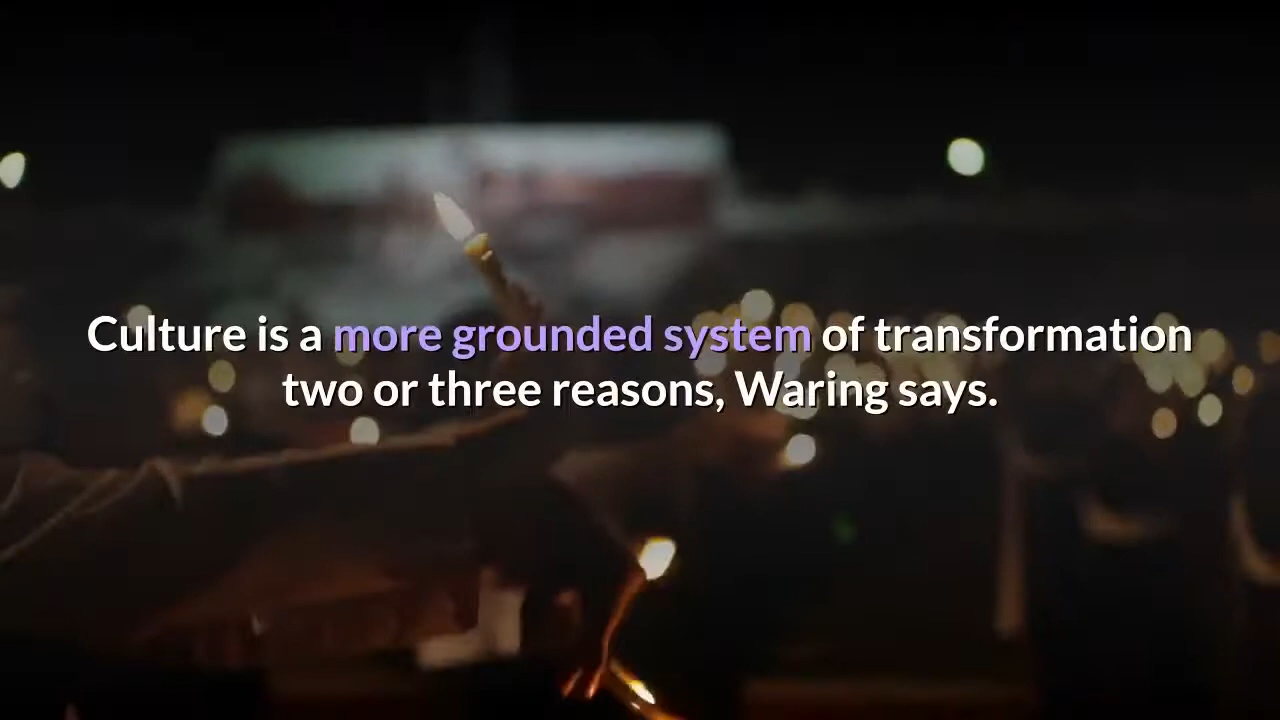 Culture is a more grounded system of transformation
two or three reasons, Waring says.